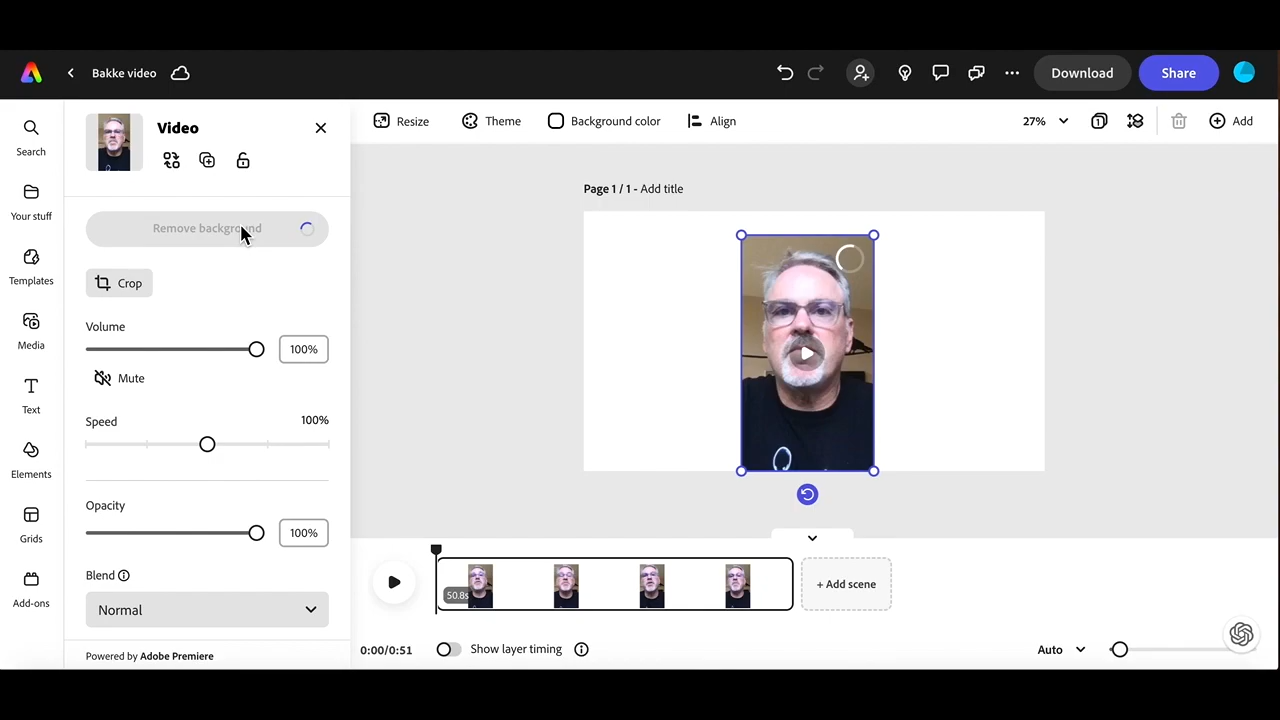 Bakke video
Download
Share
Search
Your stuff
Templates
Media
Text
Elements
Grids
Add-ons
Video
Remove background
Crop
Volume
100%
Mute
Speed
100%
Opacity
100%
Blend
Normal
Powered by Adobe Premiere
Resize
Theme
Background color
Align
27%
1
Add
Page 1 / 1 - Add title
50.8s
+ Add scene
0:00/0:51
Show layer timing
Auto